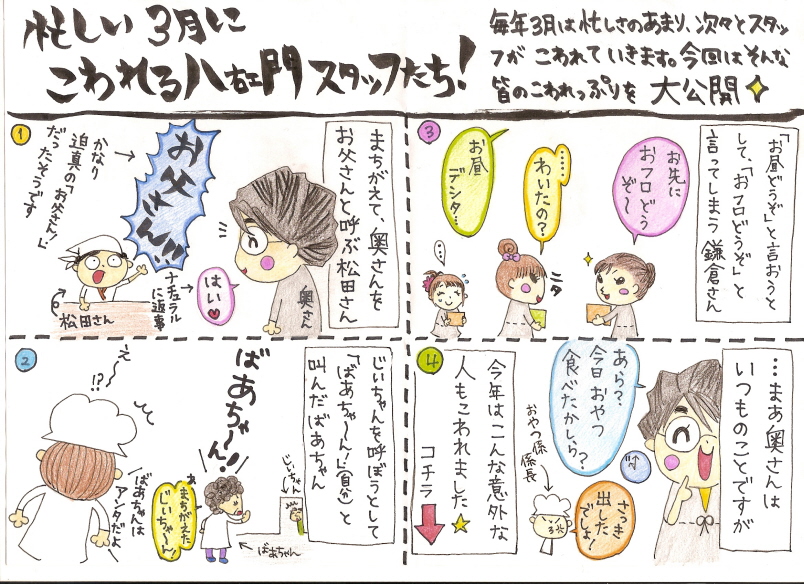 忙しい3月に
こわれる八右エ門スタッフたち!
毎年3月は忙しさのあまり、次々とスタッ
フが こわれていきます。今回はそんな
皆のこわれっぷりを 大公開
1
まちがえて、奥さんを
お父さんと呼ぶ松田さん
お父さん!!
かなり
迫真の「お父さん!」
だったそうです
はい♥
ナチュラル
に返事
奥さん
松田さん
2
じいちゃんを呼ぼうとして
「ばあちゃ〜ん!」(自分)と
叫んだばあちゃん
ばあちゃ〜ん!
じいちゃん
あ
まちがえた
じいちゃ〜ん!
ばあちゃん
え〜
!?
ばあちゃんは
アンタだよ
3
「お昼どうぞ」と言おうと
して、「おフロどうぞ」と
言ってしまう鎌倉さん
お先に
おフロどう
ぞ〜
……
わいたの?
お昼
デンタ…
…
ニタ
4
…まあ奥さんは
いつものことですが
あら?
今日おやつ
食べたかしら?
おやつ係
係長
さっき
出した
でしょ!
今年はこんな意外な
人もこわれました☆
コチラ